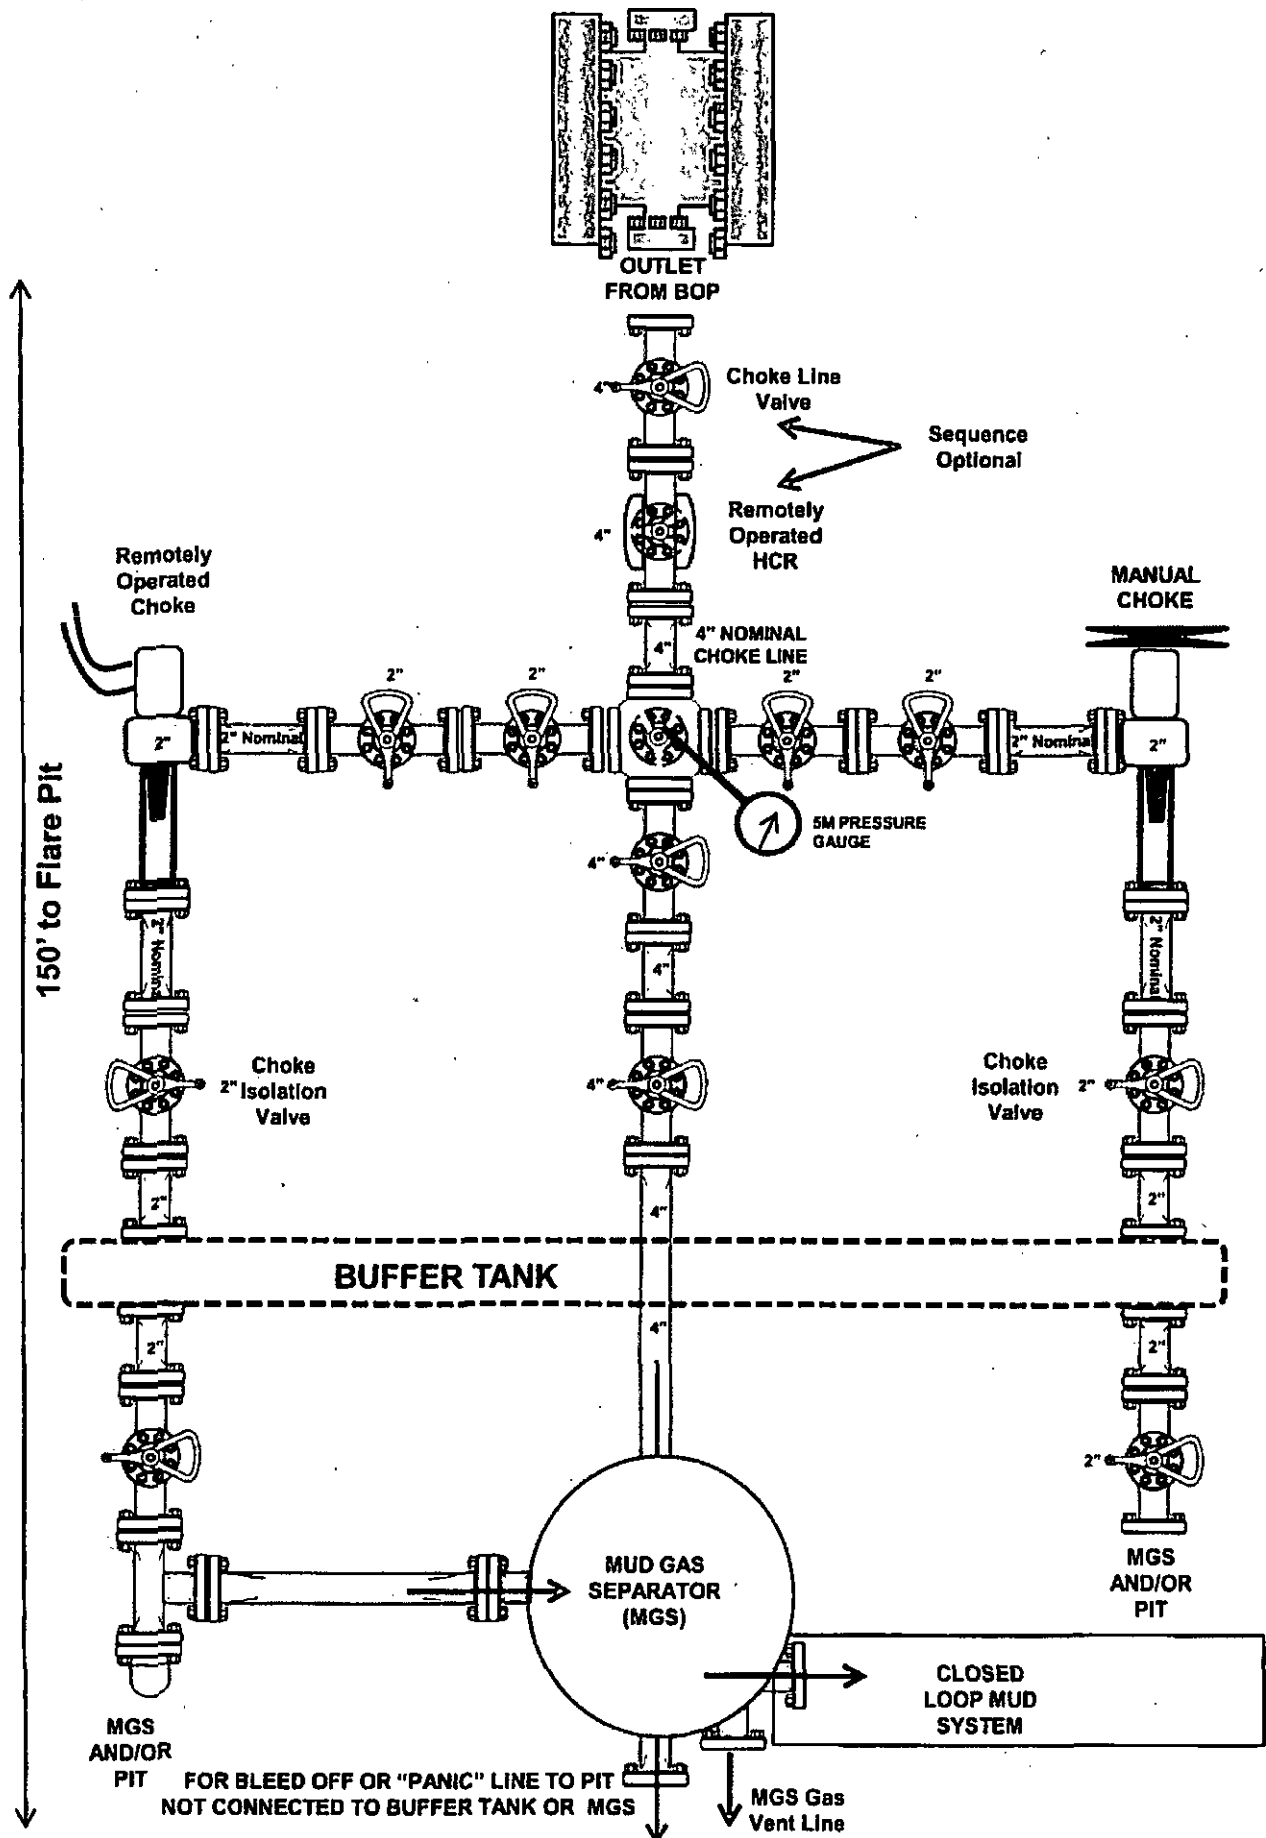 OUTLET
FROM BOP
4"
Choke Line
Valve
Sequence
Optional
4"
Remotely
Operated
HCR
Remotely
Operated
Choke
MANUAL
CHOKE
4"
4" NOMINAL
CHOKE LINE
2"
2"
2"
2"
2"
2" Nominal
2" Nominal
2"
5M PRESSURE
GAUGE
4"
150' to Flare Pit
2" Nominal
4"
2" Nominal
2"
Choke
Isolation
Valve
4"
Choke
Isolation
Valve
2"
2"
4"
2"
BUFFER TANK
2"
4"
2"
2"
MUD GAS
SEPARATOR
(MGS)
MGS
AND/OR
PIT
CLOSED
LOOP MUD
SYSTEM
MGS
AND/OR
PIT
FOR BLEED OFF OR "PANIC" LINE TO PIT
NOT CONNECTED TO BUFFER TANK OR MGS
MGS Gas
Vent Line